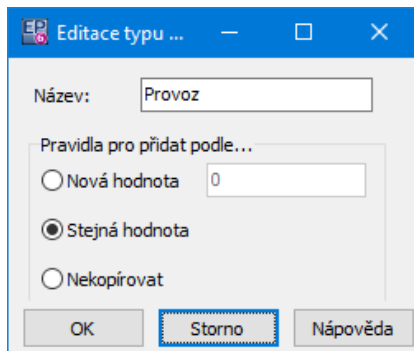 Editace typu ...
Název: Provoz
Pravidla pro přidat podle...
Nová hodnota 0
Stejná hodnota
Nekopírovat
OK Storno Nápověda